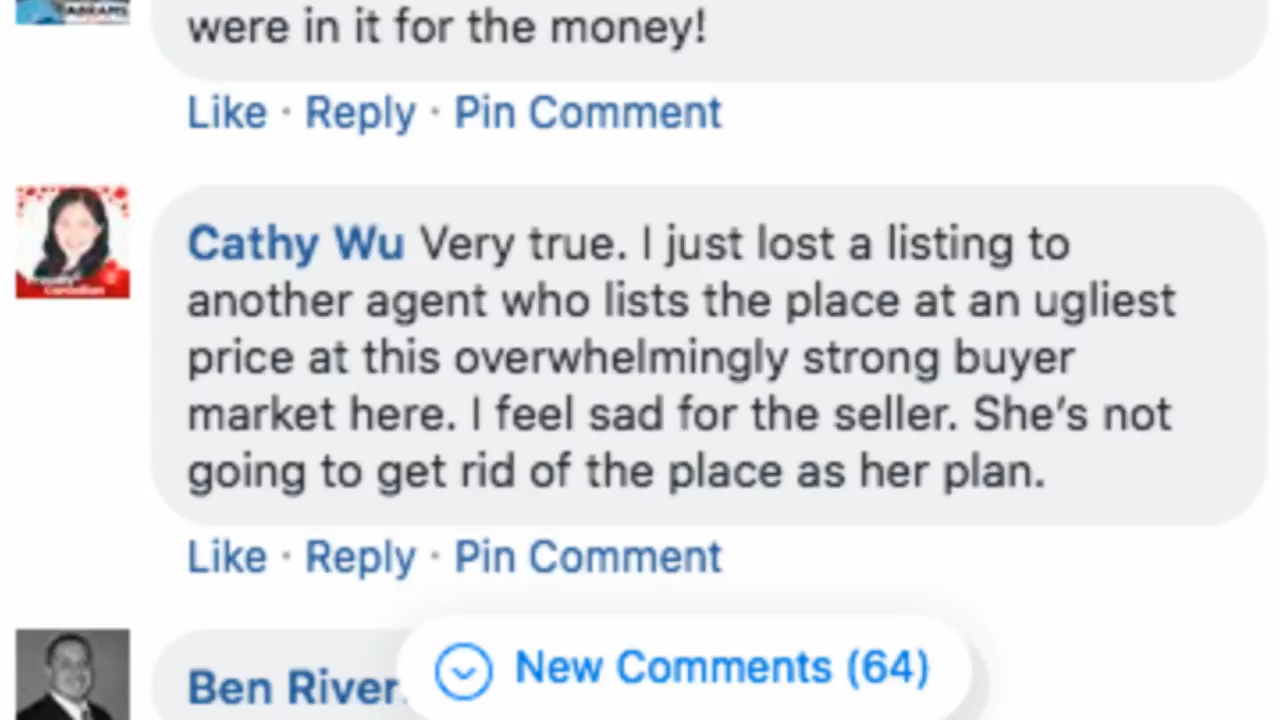 ABRAMS
were in it for the money!
Like · Reply · Pin Comment
Cathy Wu Very true. I just lost a listing to
another agent who lists the place at an ugliest
price at this overwhelmingly strong buyer
market here. I feel sad for the seller. She's not
going to get rid of the place as her plan.
Like · Reply · Pin Comment
Ben River
New Comments (64)